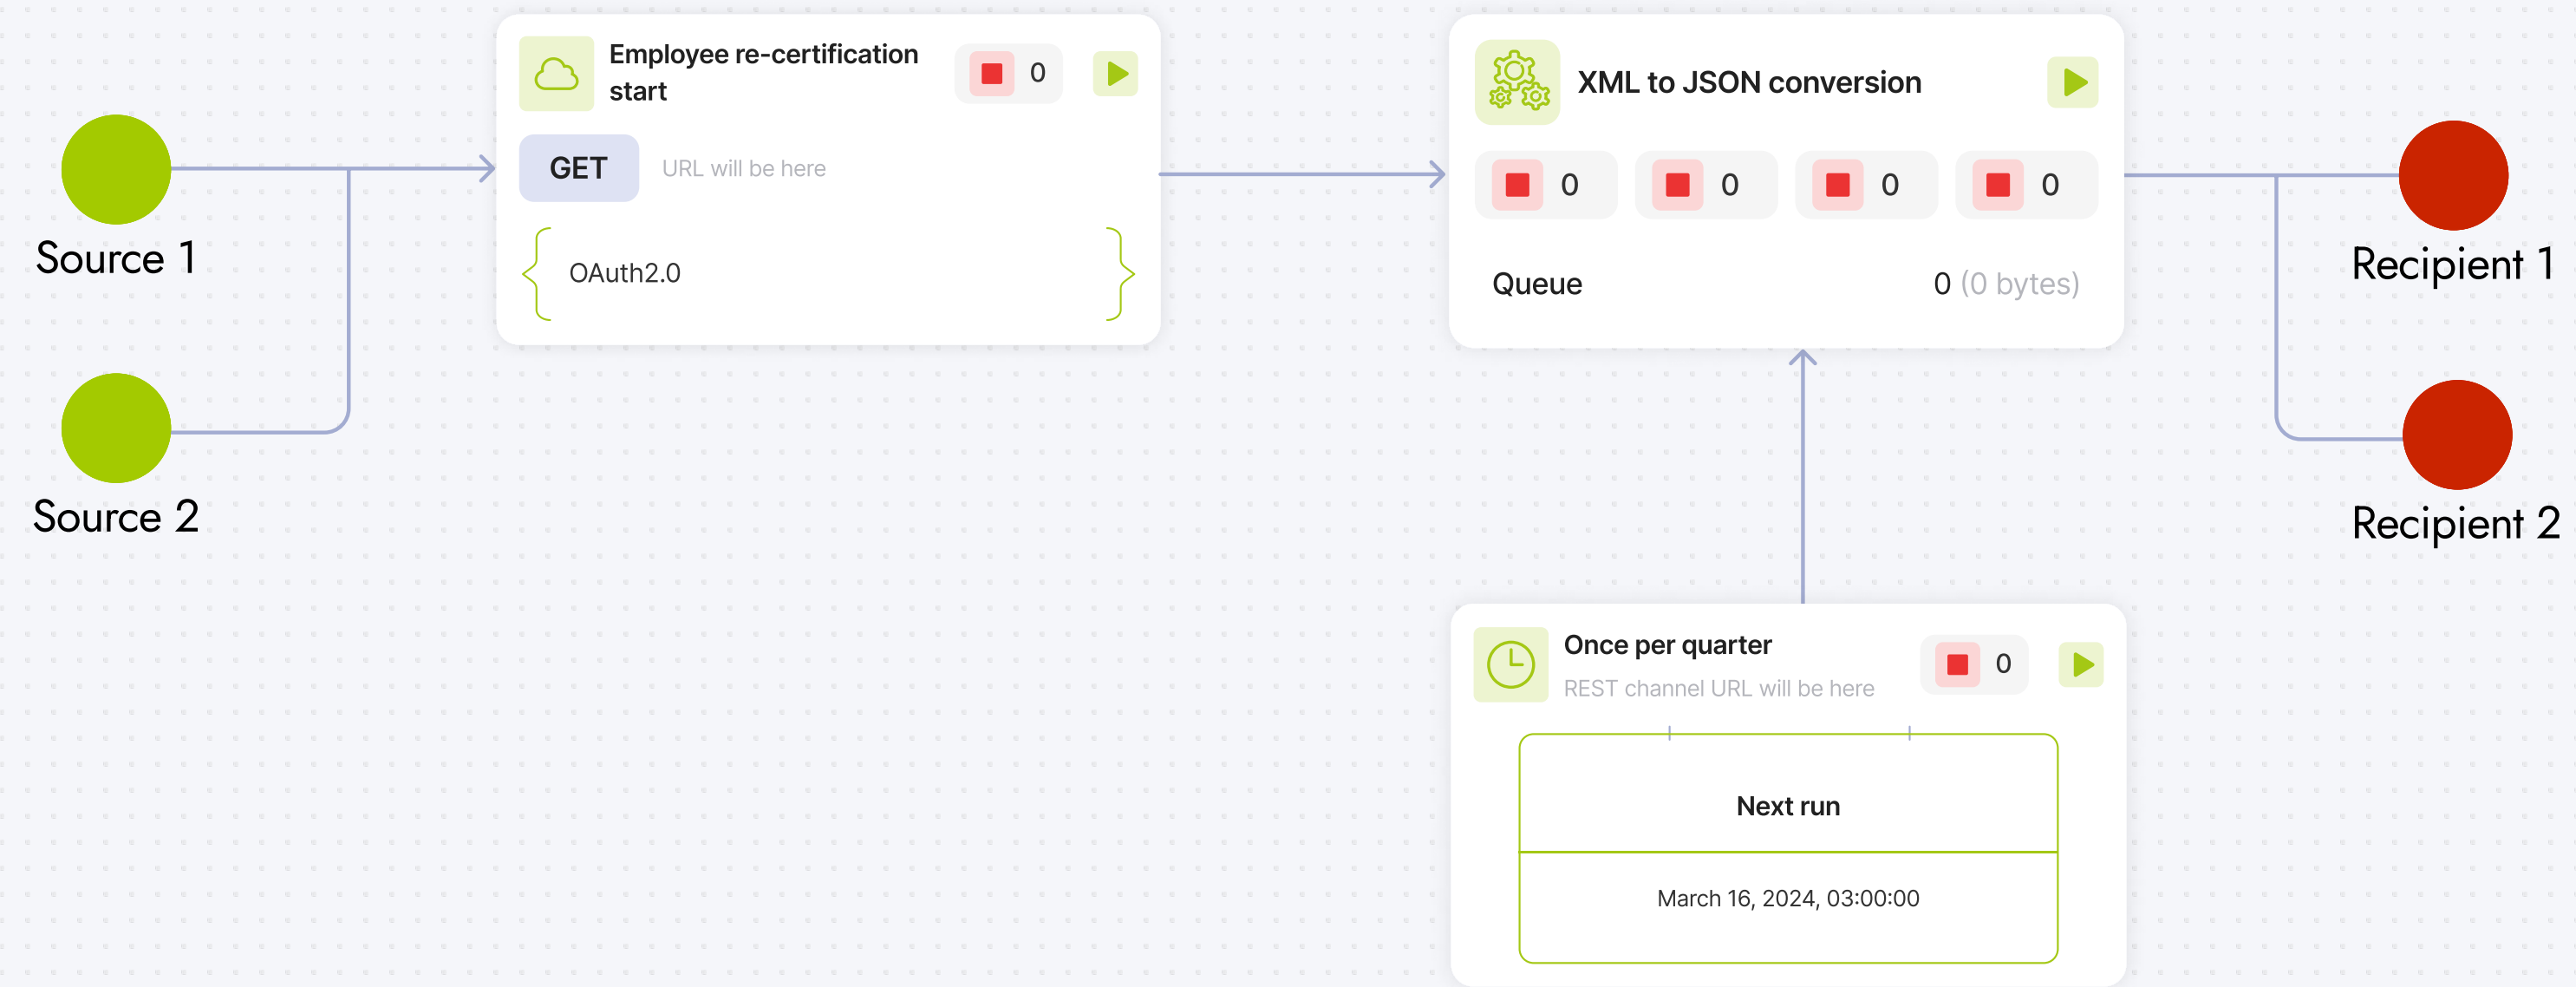 Employee re-certification
start
0
GET
URL will be here
OAuth2.0
Source 1
Source 2
XML to JSON conversion
0
0
0
0
Queue
0 (0 bytes)
Recipient 1
Recipient 2
Once per quarter
REST channel URL will be here
0
Next run
March 16, 2024, 03:00:00